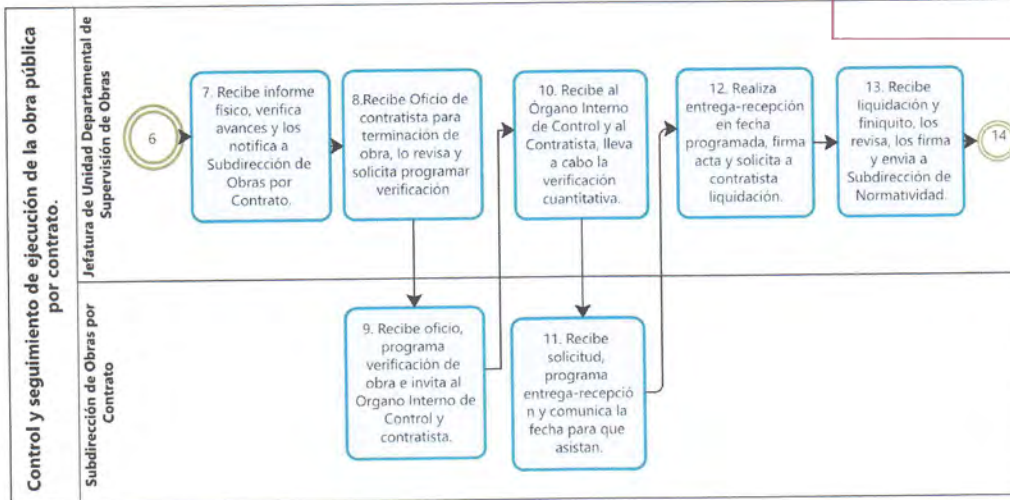 Control y seguimiento de ejecución de la obra pública
por contrato.
Jefatura de Unidad Departamental de
Supervisión de Obras
6
7. Recibe informe
físico, verifica
avances y los
notifica a
Subdirección de
Obras por
Contrato.
8.Recibe Oficio de
contratista para
terminación de
obra, lo revisa y
solicita programar
verificación
10. Recibe al
Órgano Interno
de Control y al
Contratista, lleva
a cabo la
verificación
cuantitativa.
12. Realiza
entrega-recepción
en fecha
programada, firma
acta y solicita a
contratista
liquidación.
13. Recibe
liquidación y
finiquito, los
revisa, los firma
y envia a
Subdirección de
Normatividad.
14
Subdirección de Obras por
Contrato
9. Recibe oficio,
programa
verificación de
obra e invita al
Organo Interno de
Control y
contratista.
11. Recibe
solicitud,
programa
entrega-recepció
n y comunica la
fecha para que
asistan.